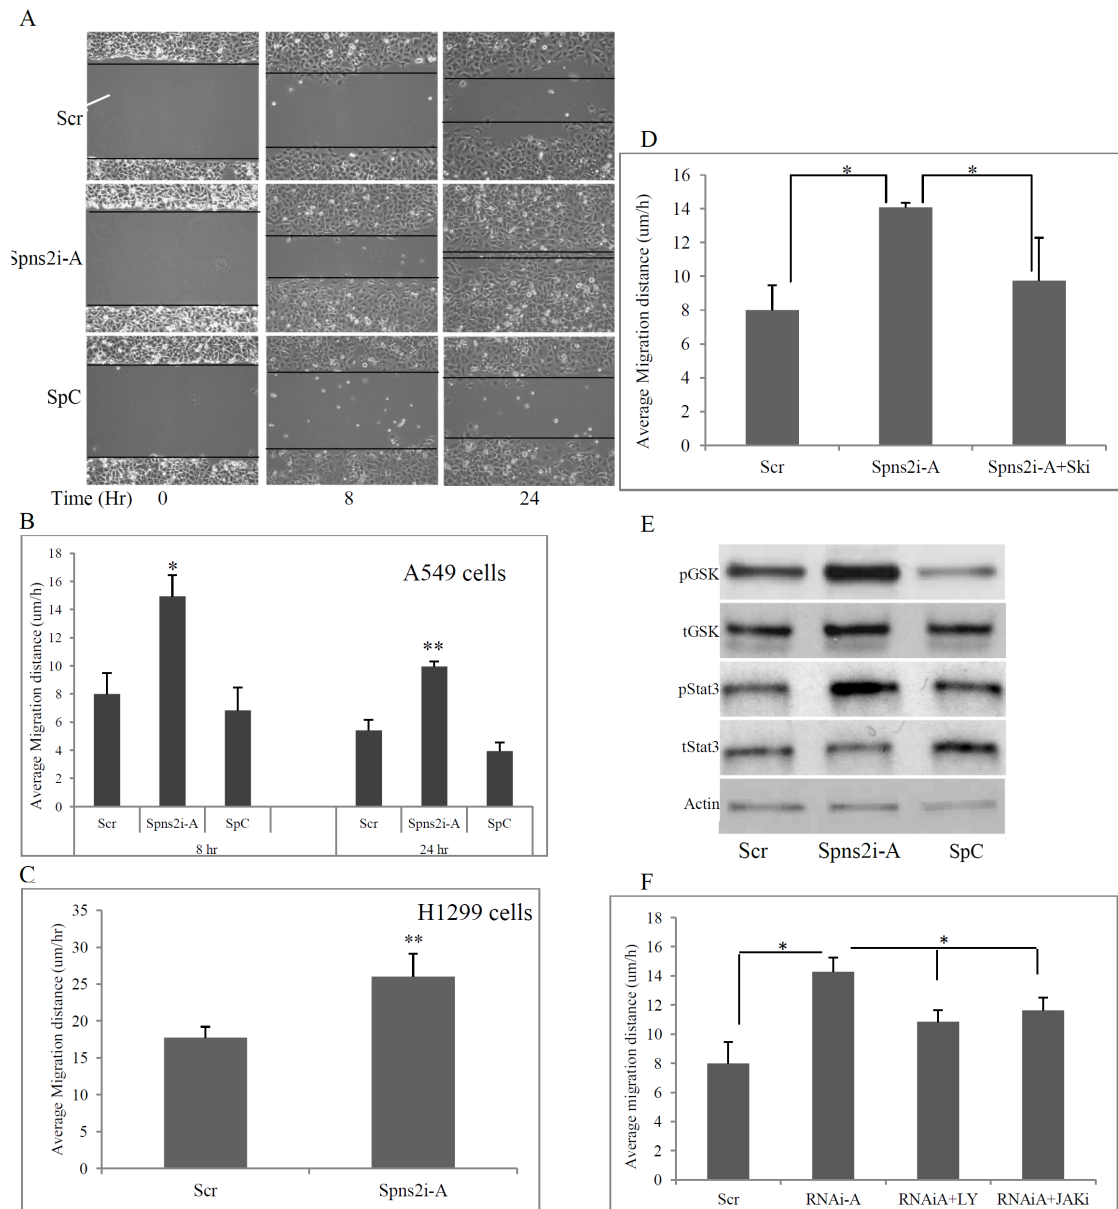 A
Scr
Spns2i-A
SpC
Time (Hr) 0 8 24
B
A549 cells
Average Migration distance (um/h)
18
16
14
12
10
8
6
4
2
0
*
**
Scr Spns2i-A SpC Scr Spns2i-A SpC
8 hr 24 hr
C
H1299 cells
Average Migration distance (um/hr)
35
30
25
20
15
10
5
0
**
Scr Spns2i-A
D
Average Migration distance (um/h)
16
14
12
10
8
6
4
2
0
* *
Scr Spns2i-A Spns2i-A+Ski
E
pGSK
tGSK
pStat3
tStat3
Actin
Scr Spns2i-A SpC
F
Average migration distance (um/h)
18
16
14
12
10
8
6
4
2
0
* *
Scr RNAi-A RNAiA+LY RNAiA+JAKi